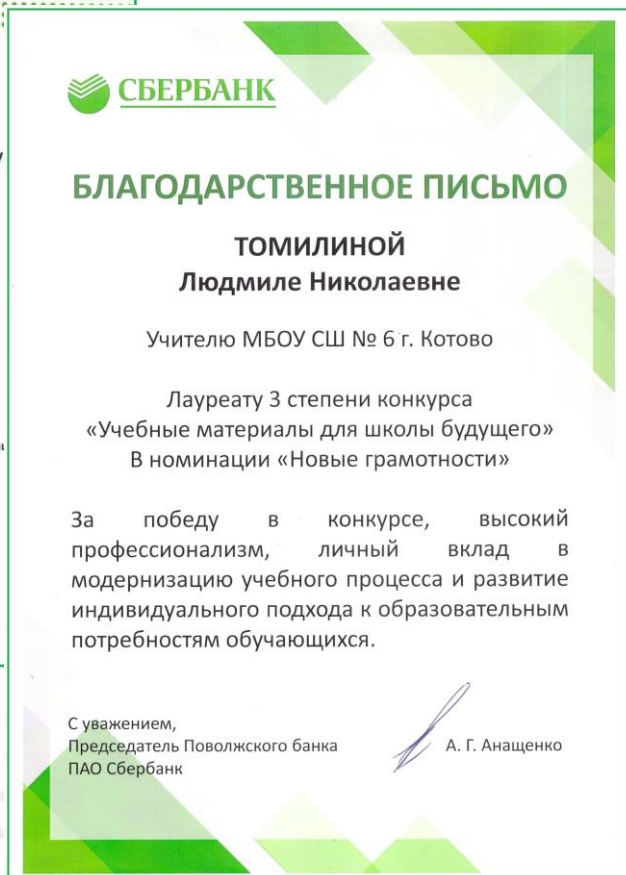 СБЕРБАНК
БЛАГОДАРСТВЕННОЕ ПИСЬМО
ТОМИЛИНОЙ
Людмиле Николаевне
Учителю МБОУ СШ № 6 г. Котово
Лауреату 3 степени конкурса
«Учебные материалы для школы будущего»
В номинации «Новые грамотности»
За победу в конкурсе, высокий
профессионализм, личный вклад в
модернизацию учебного процесса и развитие
индивидуального подхода к образовательным
потребностям обучающихся.
С уважением,
Председатель Поволжского банка
ПАО Сбербанк
А. Г. Анащенко